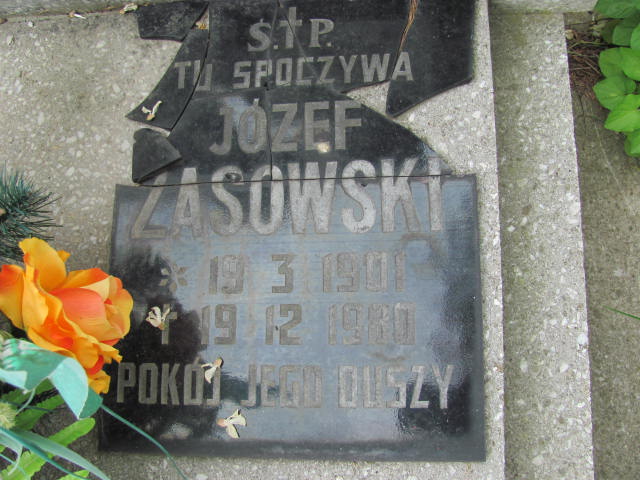 Ś.†P.
TU SPOCZYWA
JÓZEF
ZASOWSKI
* 19 3 1901
† 19 12 1980
POKÓJ JEGO DUSZY